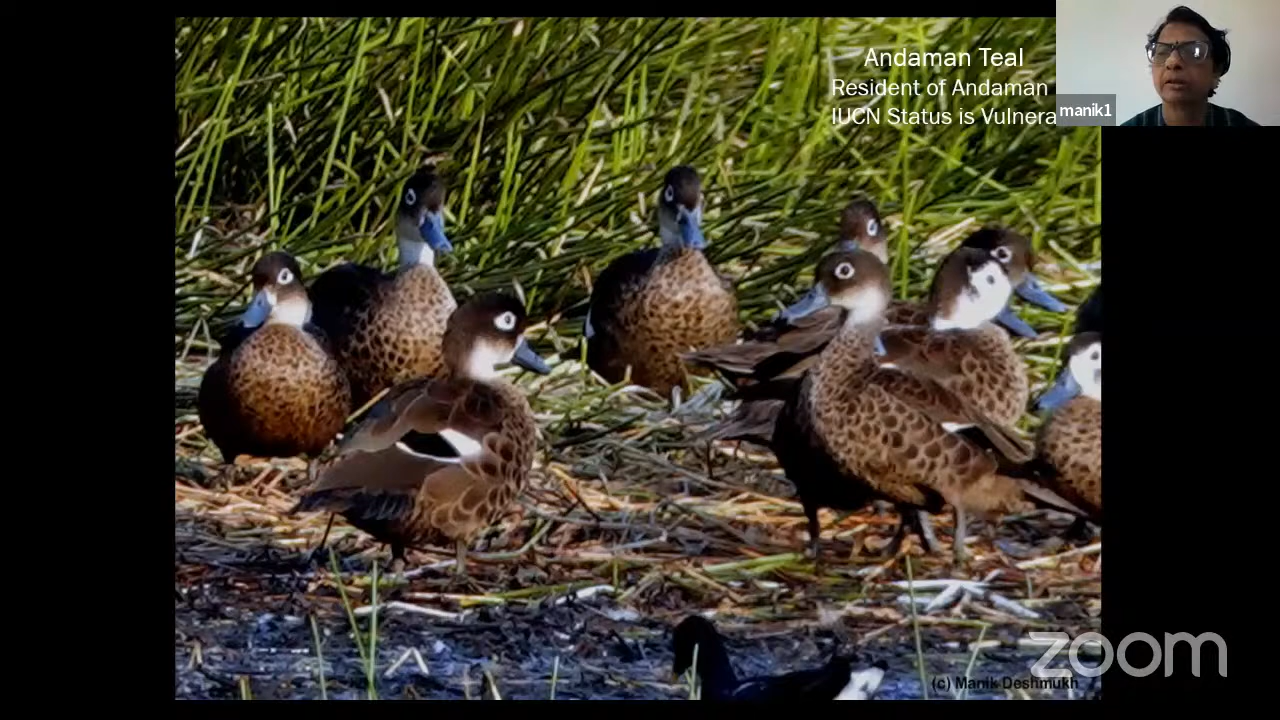 Andaman Teal
Resident of Andaman
IUCN Status is Vulnera
manik1
zoom
(c) Manik Deshmukh